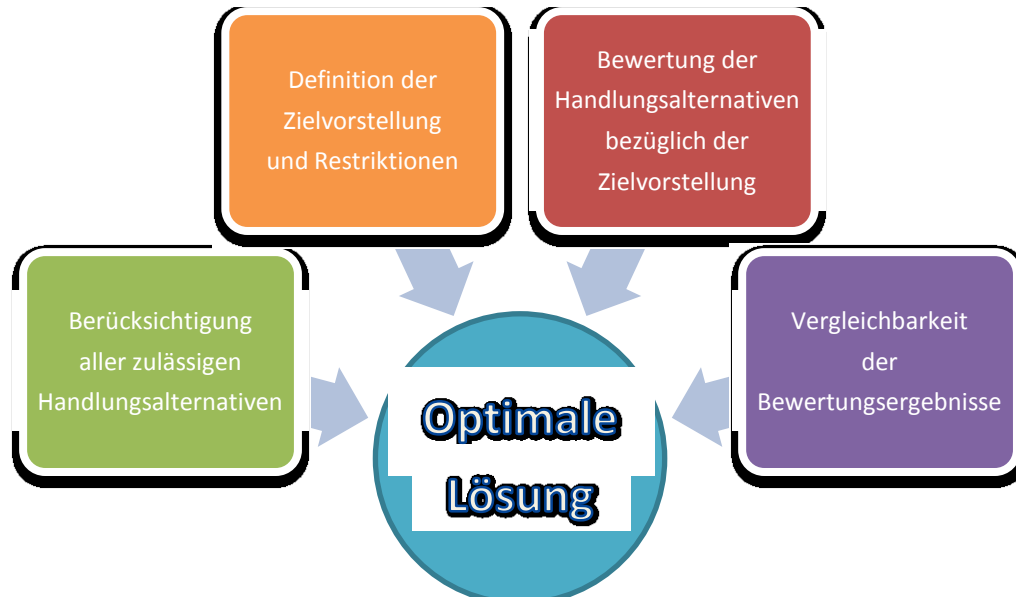 Definition der
Zielvorstellung
und Restriktionen
Bewertung der
Handlungsalternativen
bezüglich der
Zielvorstellung
Berücksichtigung
aller zulässigen
Handlungsalternativen
Vergleichbarkeit
der
Bewertungsergebnisse
Optimale
Lösung